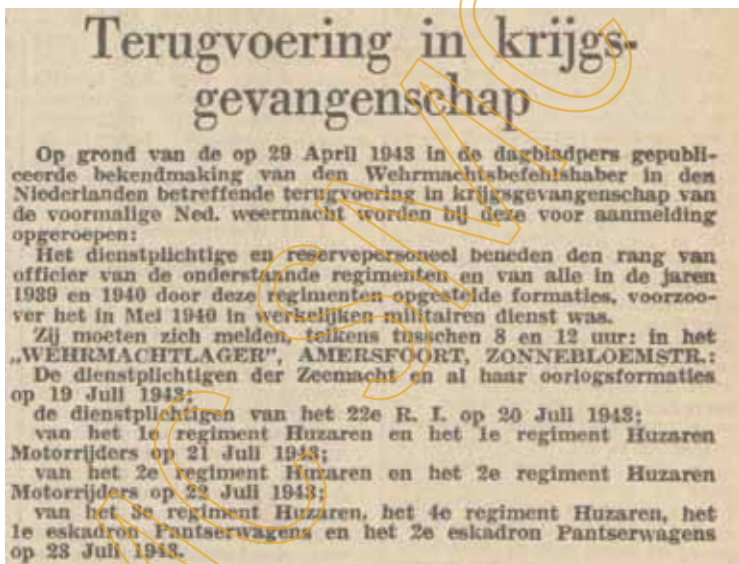 Terugvoering in krijgs-
gevangenschap
Op grond van de op 29 April 1943 in de dagbladpers gepubli-
ceerde bekendmaking van den Wehrmachtsbefehlshaber in den
Niederlanden betreffende terugvoering in krijgsgevangenschap van
de voormalige Ned. weermacht worden bij deze voor aanmelding
opgeroepen:
Het dienstplichtige en reservepersoneel beneden den rang van
officier van de onderstaande regimenten en van alle in de jaren
1939 en 1940 door deze regimenten opgestelde formaties, voorzoo-
ver het in Mei 1940 in werkelijken militairen dienst was.
Zij moeten zich melden, telkens tusschen 8 en 12 uur: in het
„WEHRMACHTLAGER", AMERSFOORT, ZONNEBLOEMSTR.:
De dienstplichtigen der Zeemacht en al haar oorlogsformaties
op 19 Juli 1943;
de dienstplichtigen van het 22e R. I. op 20 Juli 1943;
van het 1e regiment Huzaren en het 1e regiment Huzaren
Motorrijders op 21 Juli 1943;
van het 2e regiment Huzaren en het 2e regiment Huzaren
Motorrijders op 22 Juli 1943;
van het 3e regiment Huzaren, het 4e regiment Huzaren, het
1e eskadron Pantserwagens en het 2e eskadron Pantserwagens
op 23 Juli 1943.